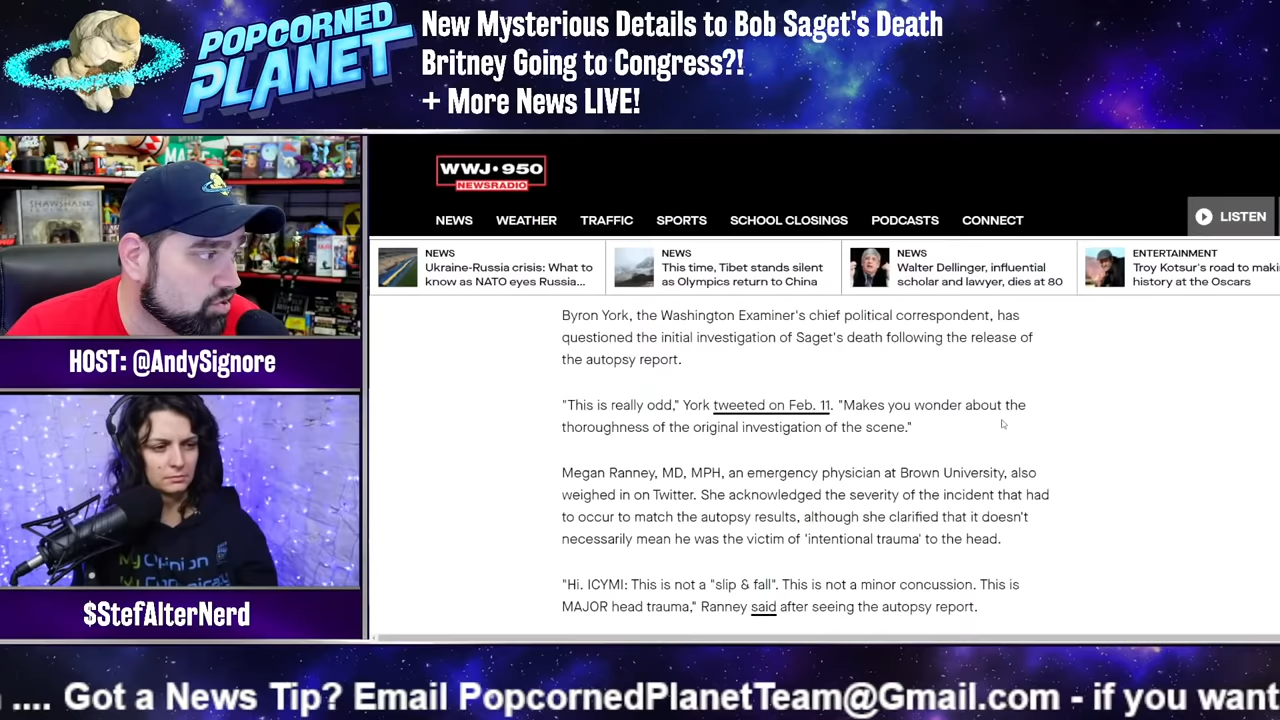 POPCORNED
PLANET
New Mysterious Details to Bob Saget's Death
Britney Going to Congress?!
+ More News LIVE!
SHAWSHANK
HOST: @AndySignore
My Opinion
$StefAlterNerd
WWJ•950
NEWSRADIO
NEWS WEATHER TRAFFIC SPORTS SCHOOL CLOSINGS PODCASTS CONNECT
LISTEN
NEWS
Ukraine-Russia crisis: What to
know as NATO eyes Russia...
NEWS
This time, Tibet stands silent
as Olympics return to China
NEWS
Walter Dellinger, influential
scholar and lawyer, dies at 80
ENTERTAINMENT
Troy Kotsur's road to maki
history at the Oscars
Byron York, the Washington Examiner's chief political correspondent, has
questioned the initial investigation of Saget's death following the release of
the autopsy report.
"This is really odd," York tweeted on Feb. 11. "Makes you wonder about the
thoroughness of the original investigation of the scene."
Megan Ranney, MD, MPH, an emergency physician at Brown University, also
weighed in on Twitter. She acknowledged the severity of the incident that had
to occur to match the autopsy results, although she clarified that it doesn't
necessarily mean he was the victim of 'intentional trauma' to the head.
"Hi. ICYMI: This is not a "slip & fall". This is not a minor concussion. This is
MAJOR head trauma," Ranney said after seeing the autopsy report.
.... Got a News Tip? Email PopcornedPlanetTeam@Gmail.com - if you want